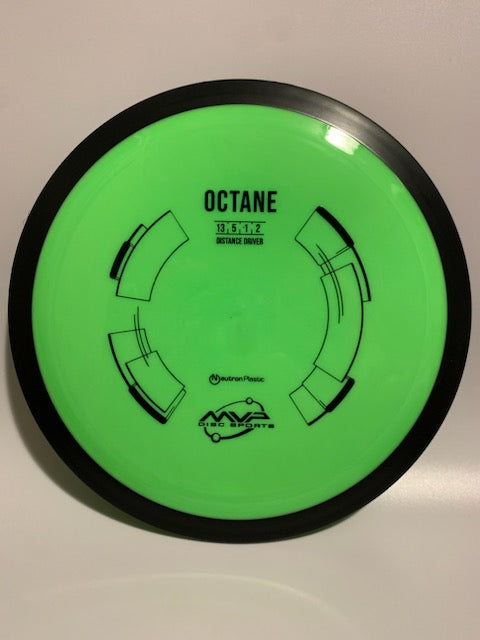 OCTANE
13, 5, -1, 2
DISTANCE DRIVER
Neutron Plastic
MVP
DISC SPORTS